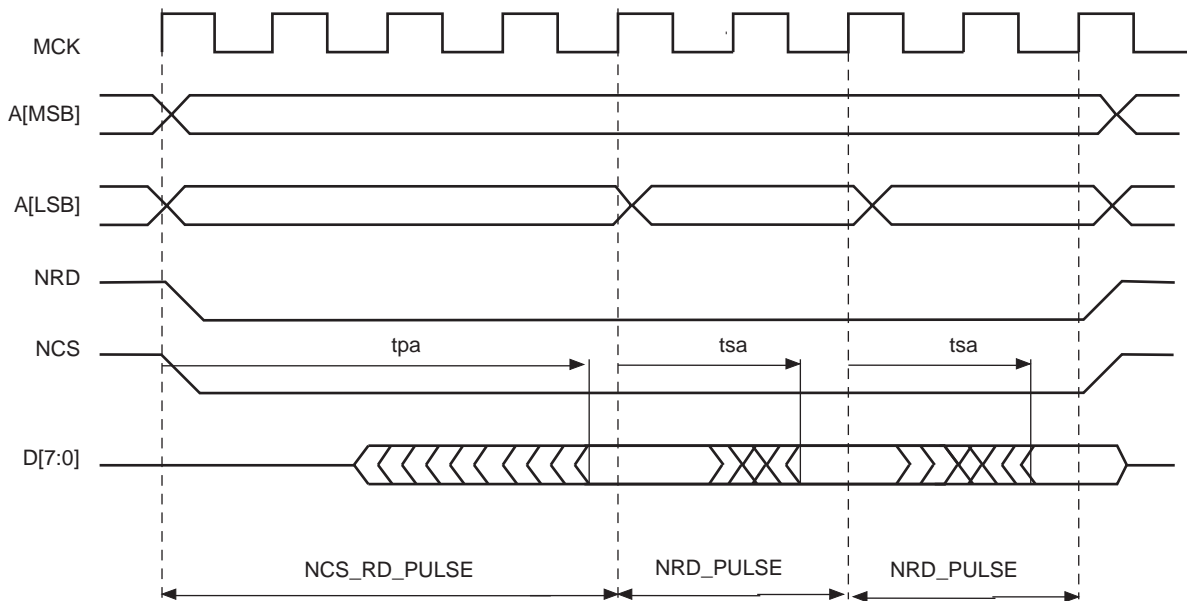 MCK
A[MSB]
A[LSB]
NRD
NCS
tpa
tsa
tsa
D[7:0]
NCS_RD_PULSE
NRD_PULSE
NRD_PULSE